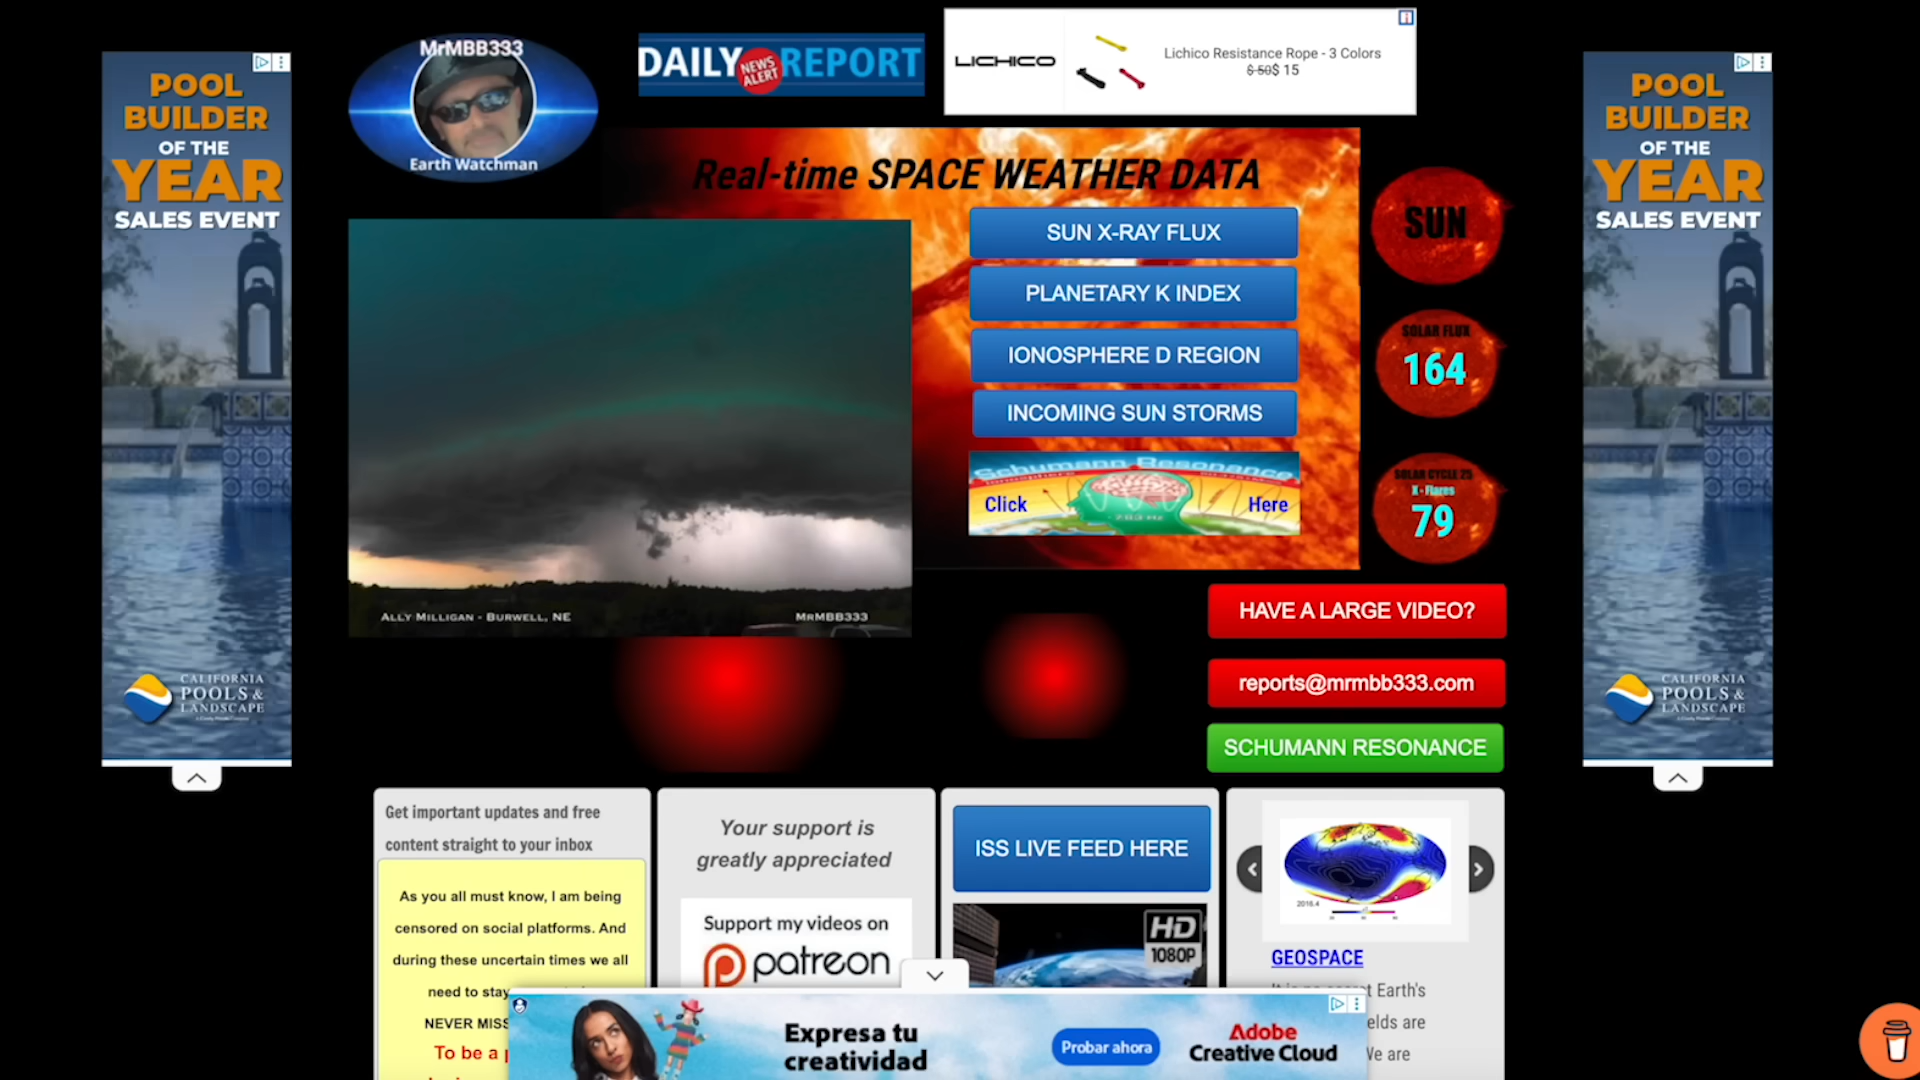 MrMBB333
Earth Watchman
DAILY NEWS ALERT REPORT
LICHICO
Lichico Resistance Rope - 3 Colors
$ 50$ 15
POOL
BUILDER
OF THE
YEAR
SALES EVENT
CALIFORNIA
POOLS &
LANDSCAPE
Real-time SPACE WEATHER DATA
SUN X-RAY FLUX
PLANETARY K INDEX
IONOSPHERE D REGION
INCOMING SUN STORMS
Schumann Resonance
Click
Here
7.83 Hz
SUN
SOLAR FLUX
164
SOLAR CYCLE 25
X - Flares
79
POOL
BUILDER
OF THE
YEAR
SALES EVENT
CALIFORNIA
POOLS &
LANDSCAPE
ALLY MILLIGAN - BURWELL, NE
MRMBB333
HAVE A LARGE VIDEO?
reports@mrmbb333.com
SCHUMANN RESONANCE
Get important updates and free
content straight to your inbox
As you all must know, I am being
censored on social platforms. And
during these uncertain times we all
need to stay
NEVER MISS
To be a
Your support is
greatly appreciated
Support my videos on
patreon
ISS LIVE FEED HERE
HD
1080P
2016.4
GEOSPACE
Earth's
elds are
We are
Expresa tu
creatividad
Probar ahora
Adobe
Creative Cloud